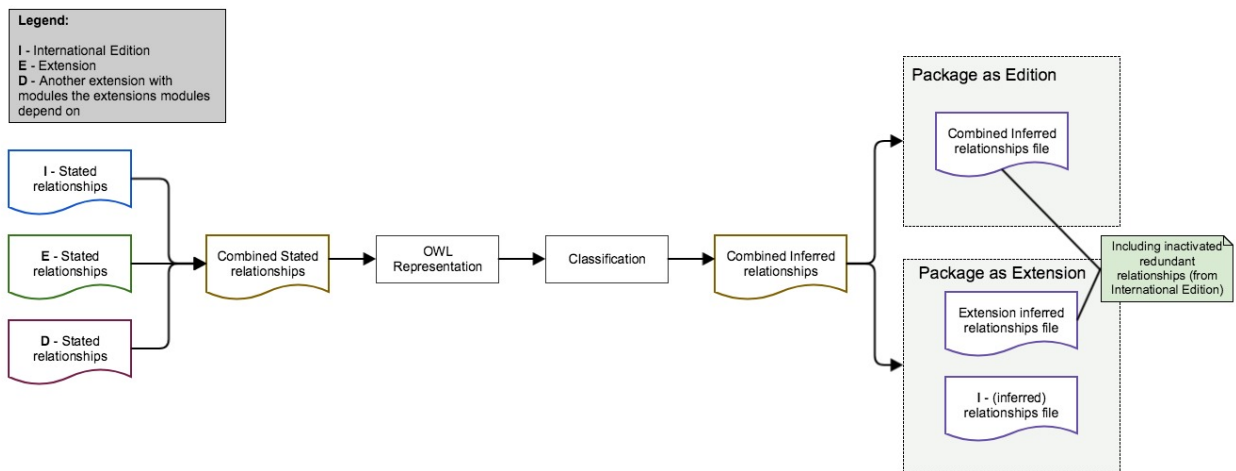 Legend:
I - International Edition
E - Extension
D - Another extension with
modules the extensions modules
depend on
I - Stated
relationships
E - Stated
relationships
D - Stated
relationships
Combined Stated
relationships
OWL
Representation
Classification
Combined Inferred
relationships
Package as Edition
Combined Inferred
relationships file
Package as Extension
Extension inferred
relationships file
I - (inferred)
relationships file
Including inactivated
redundant
relationships (from
International Edition)